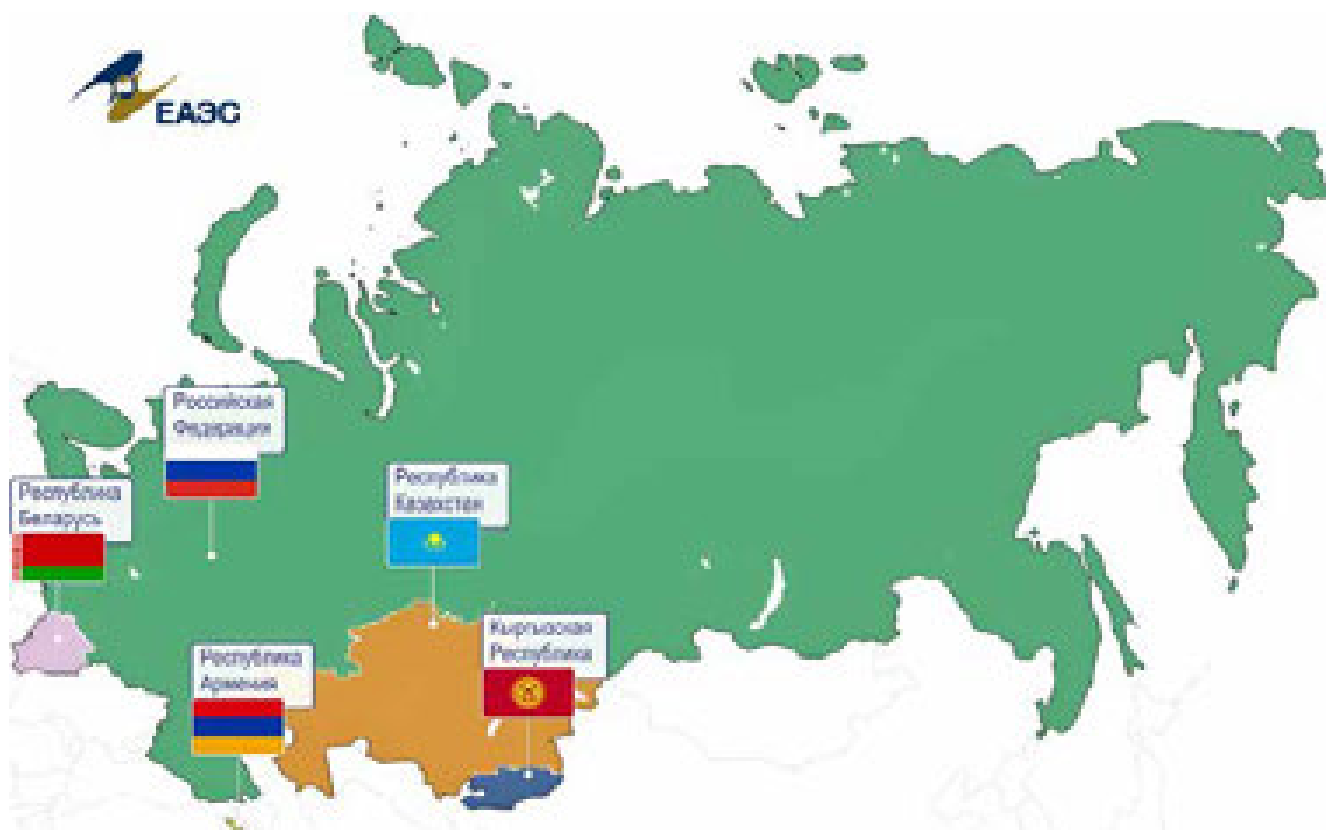 ЕАЭС
Российская
Федерация
Республика
Казахстан
Республика
Беларусь
Кыргызская
Республика
Республика
Армения